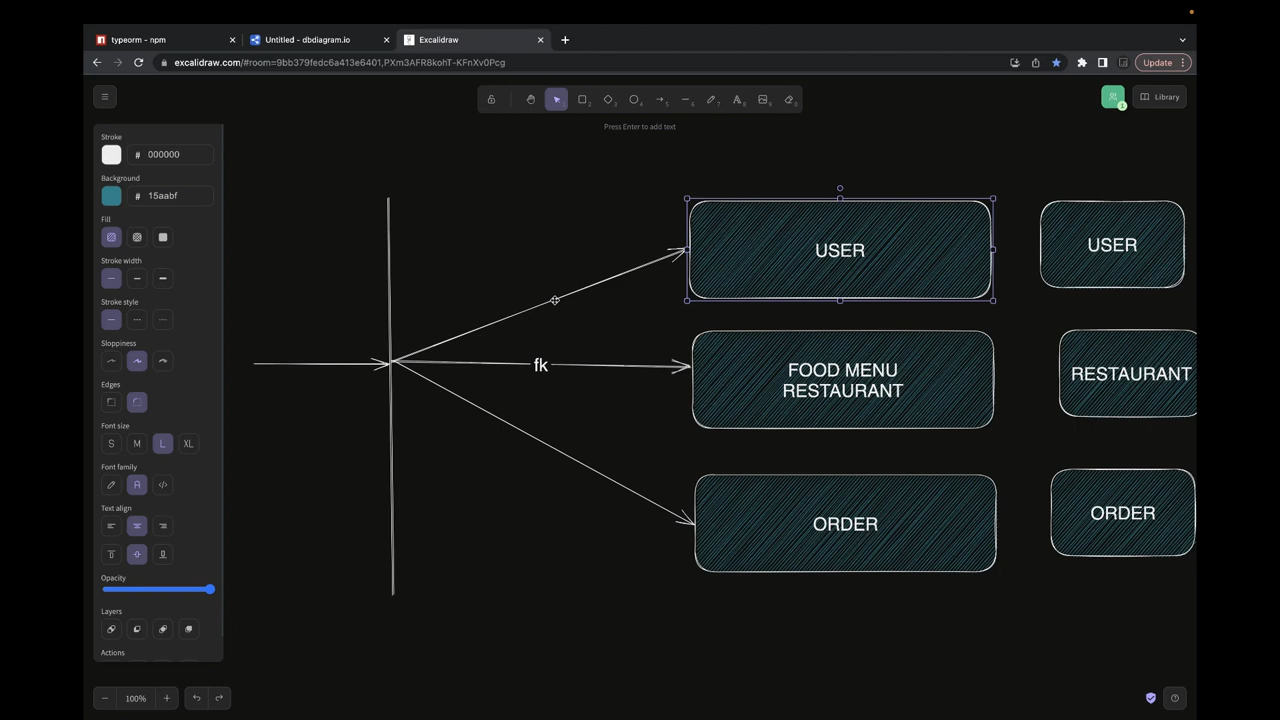 typeorm - npm
Untitled - dbdiagram.io
Excalidraw
excalidraw.com/#room=9bb379fedc6a413e6401,PXm3AFR8kohT-KFnXv0Pcg
Update
Library
Press Enter to add text
Stroke
# 000000
Background
# 15aabf
Fill
Stroke width
Stroke style
Sloppiness
Edges
Font size
S M L XL
Font family
Text align
Opacity
Layers
Actions
USER
USER
fk
FOOD MENU
RESTAURANT
RESTAURANT
ORDER
ORDER
100%